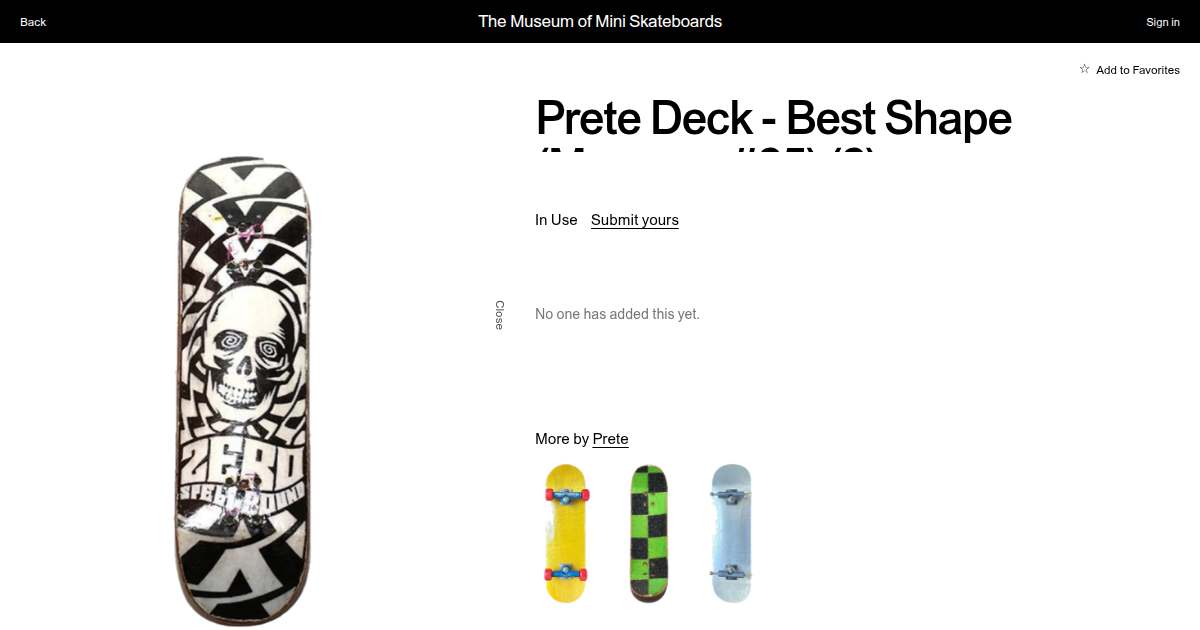 Back
The Museum of Mini Skateboards
Sign in
☆ Add to Favorites
Prete Deck - Best Shape
In Use Submit yours
Close
No one has added this yet.
More by Prete
ZERO
SPELLBOUND